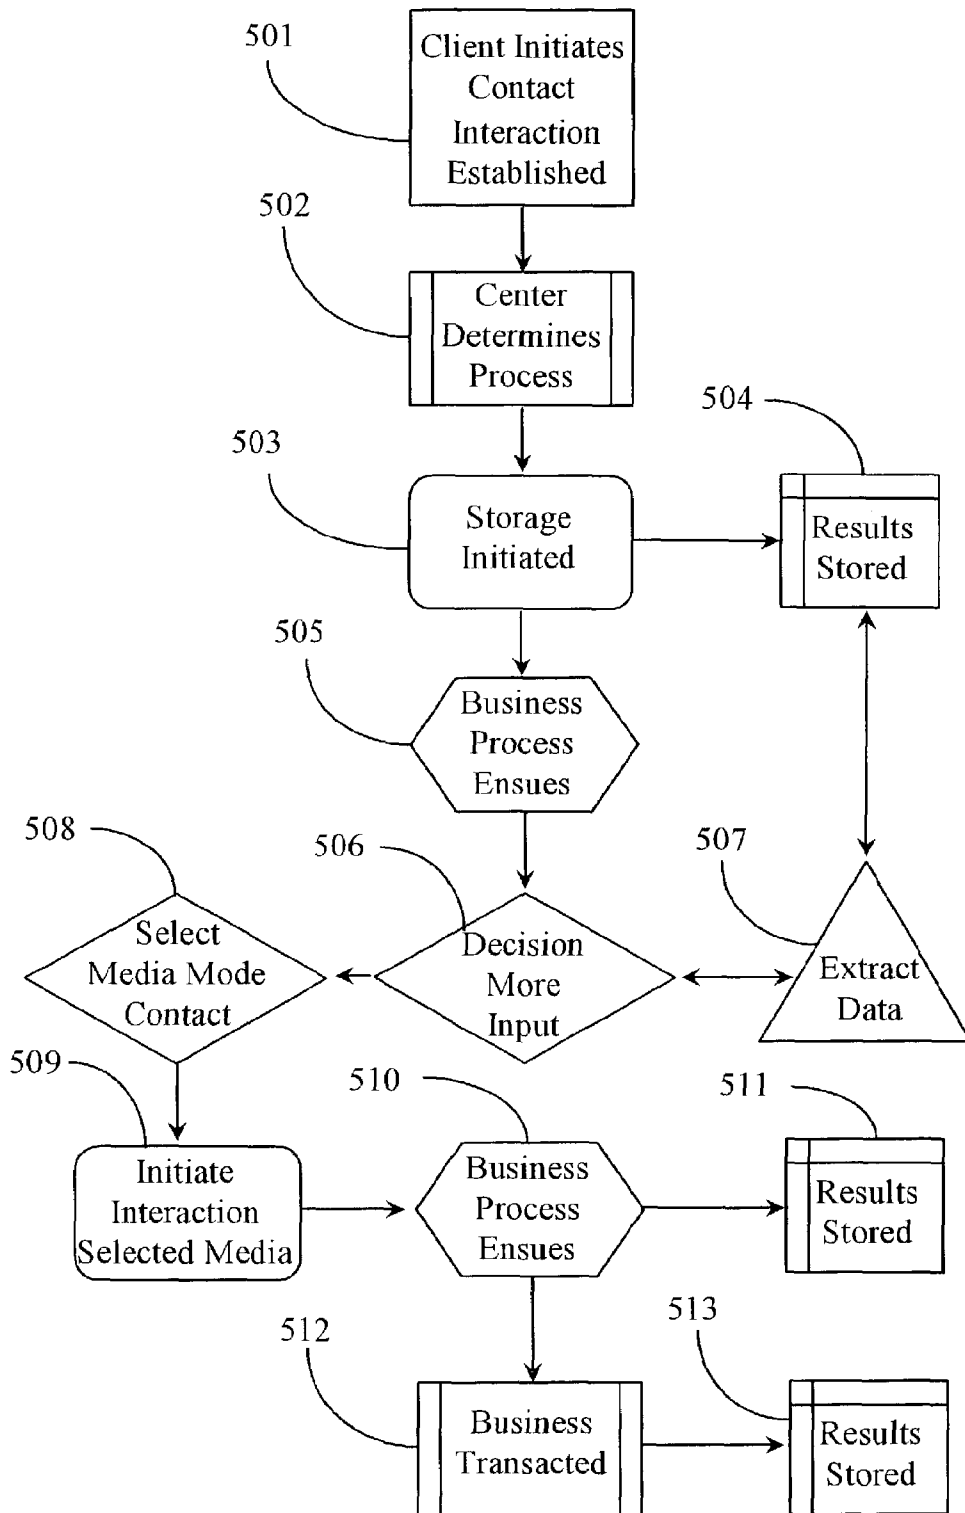 501
Client Initiates
Contact
Interaction
Established
502
Center
Determines
Process
503
Storage
Initiated
504
Results
Stored
505
Business
Process
Ensues
506
Decision
More
Input
507
Extract
Data
508
Select
Media Mode
Contact
509
Initiate
Interaction
Selected Media
510
Business
Process
Ensues
511
Results
Stored
512
Business
Transacted
513
Results
Stored